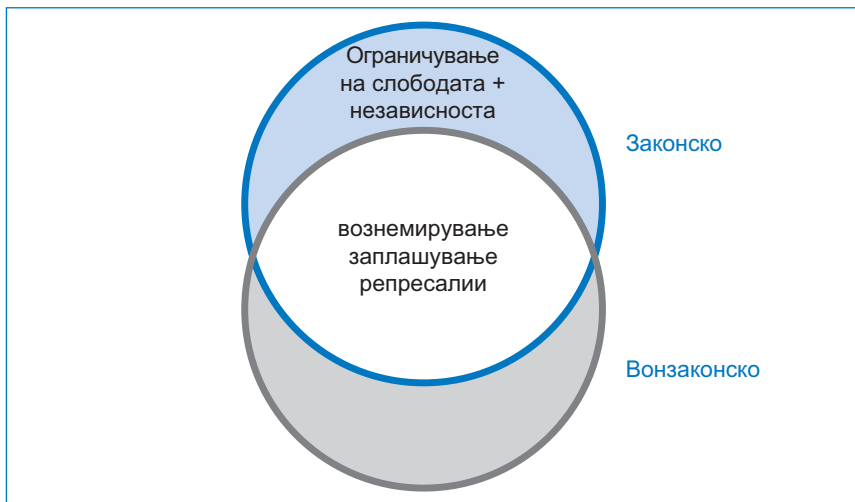 Ограничување
на слободата +
независноста
Законско
вознемирување
заплашување
репресалии
Вонзаконско